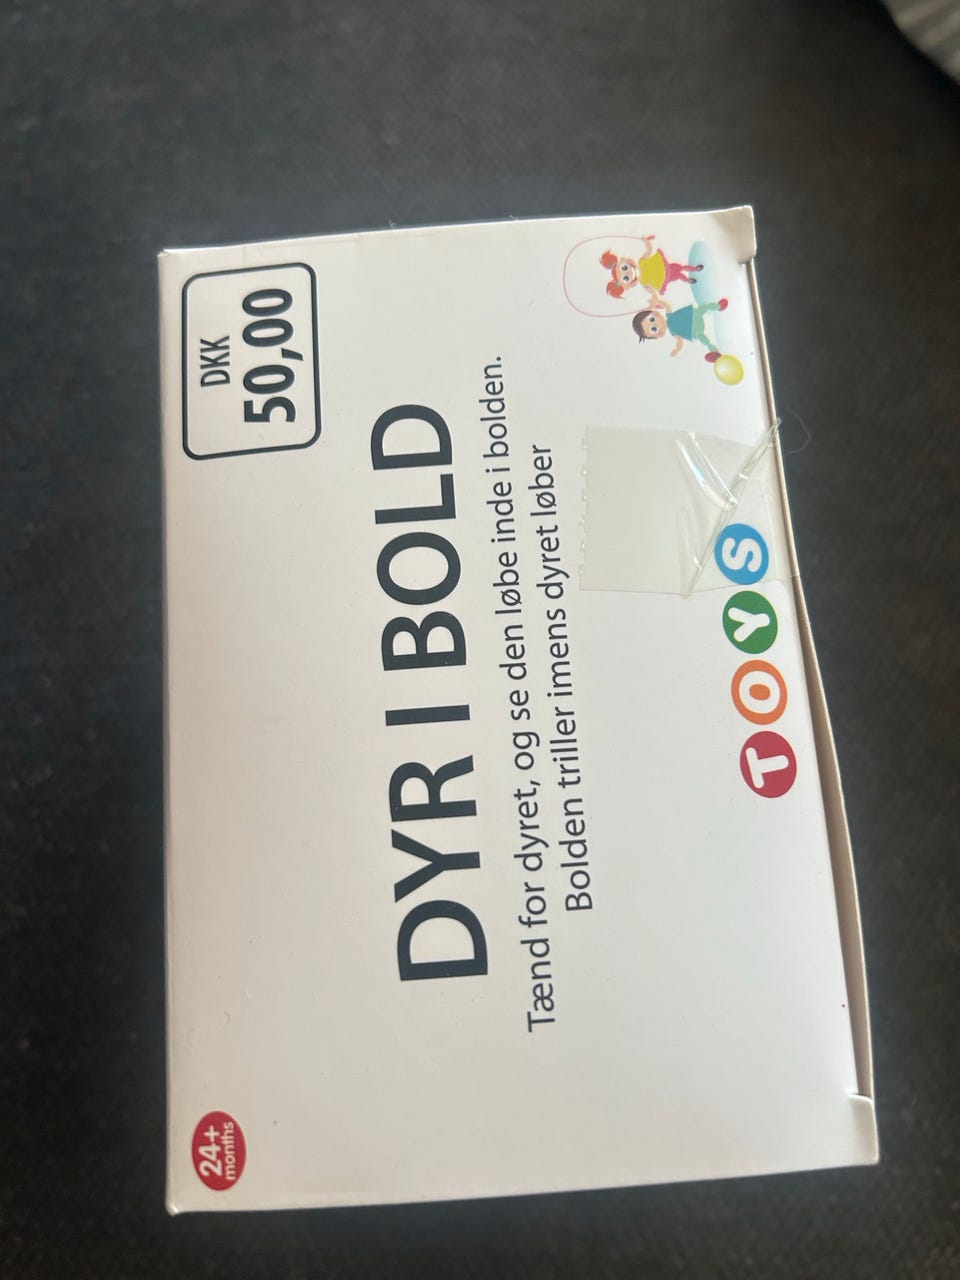 24+
months
DKK
50,00
DYR I BOLD
Tænd for dyret, og se den løbe inde i bolden.
Bolden triller imens dyret løber
TOYS